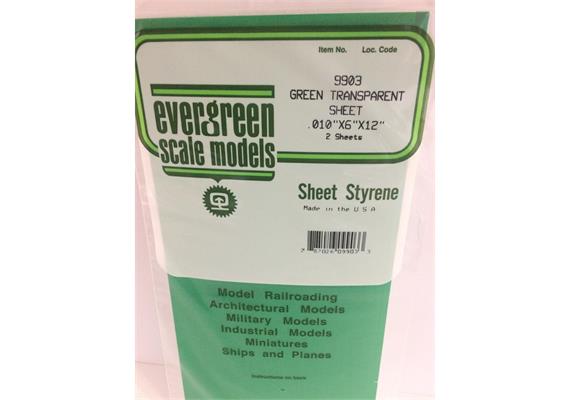 Item No. Loc. Code
9903
GREEN TRANSPARENT
SHEET
.010"X6"X12"
2 Sheets
evergreen
scale models
Sheet Styrene
Made in the U S A
Model Railroading
Architectural Models
Military Models
Industrial Models
Miniatures
Ships and Planes
Instructions on back